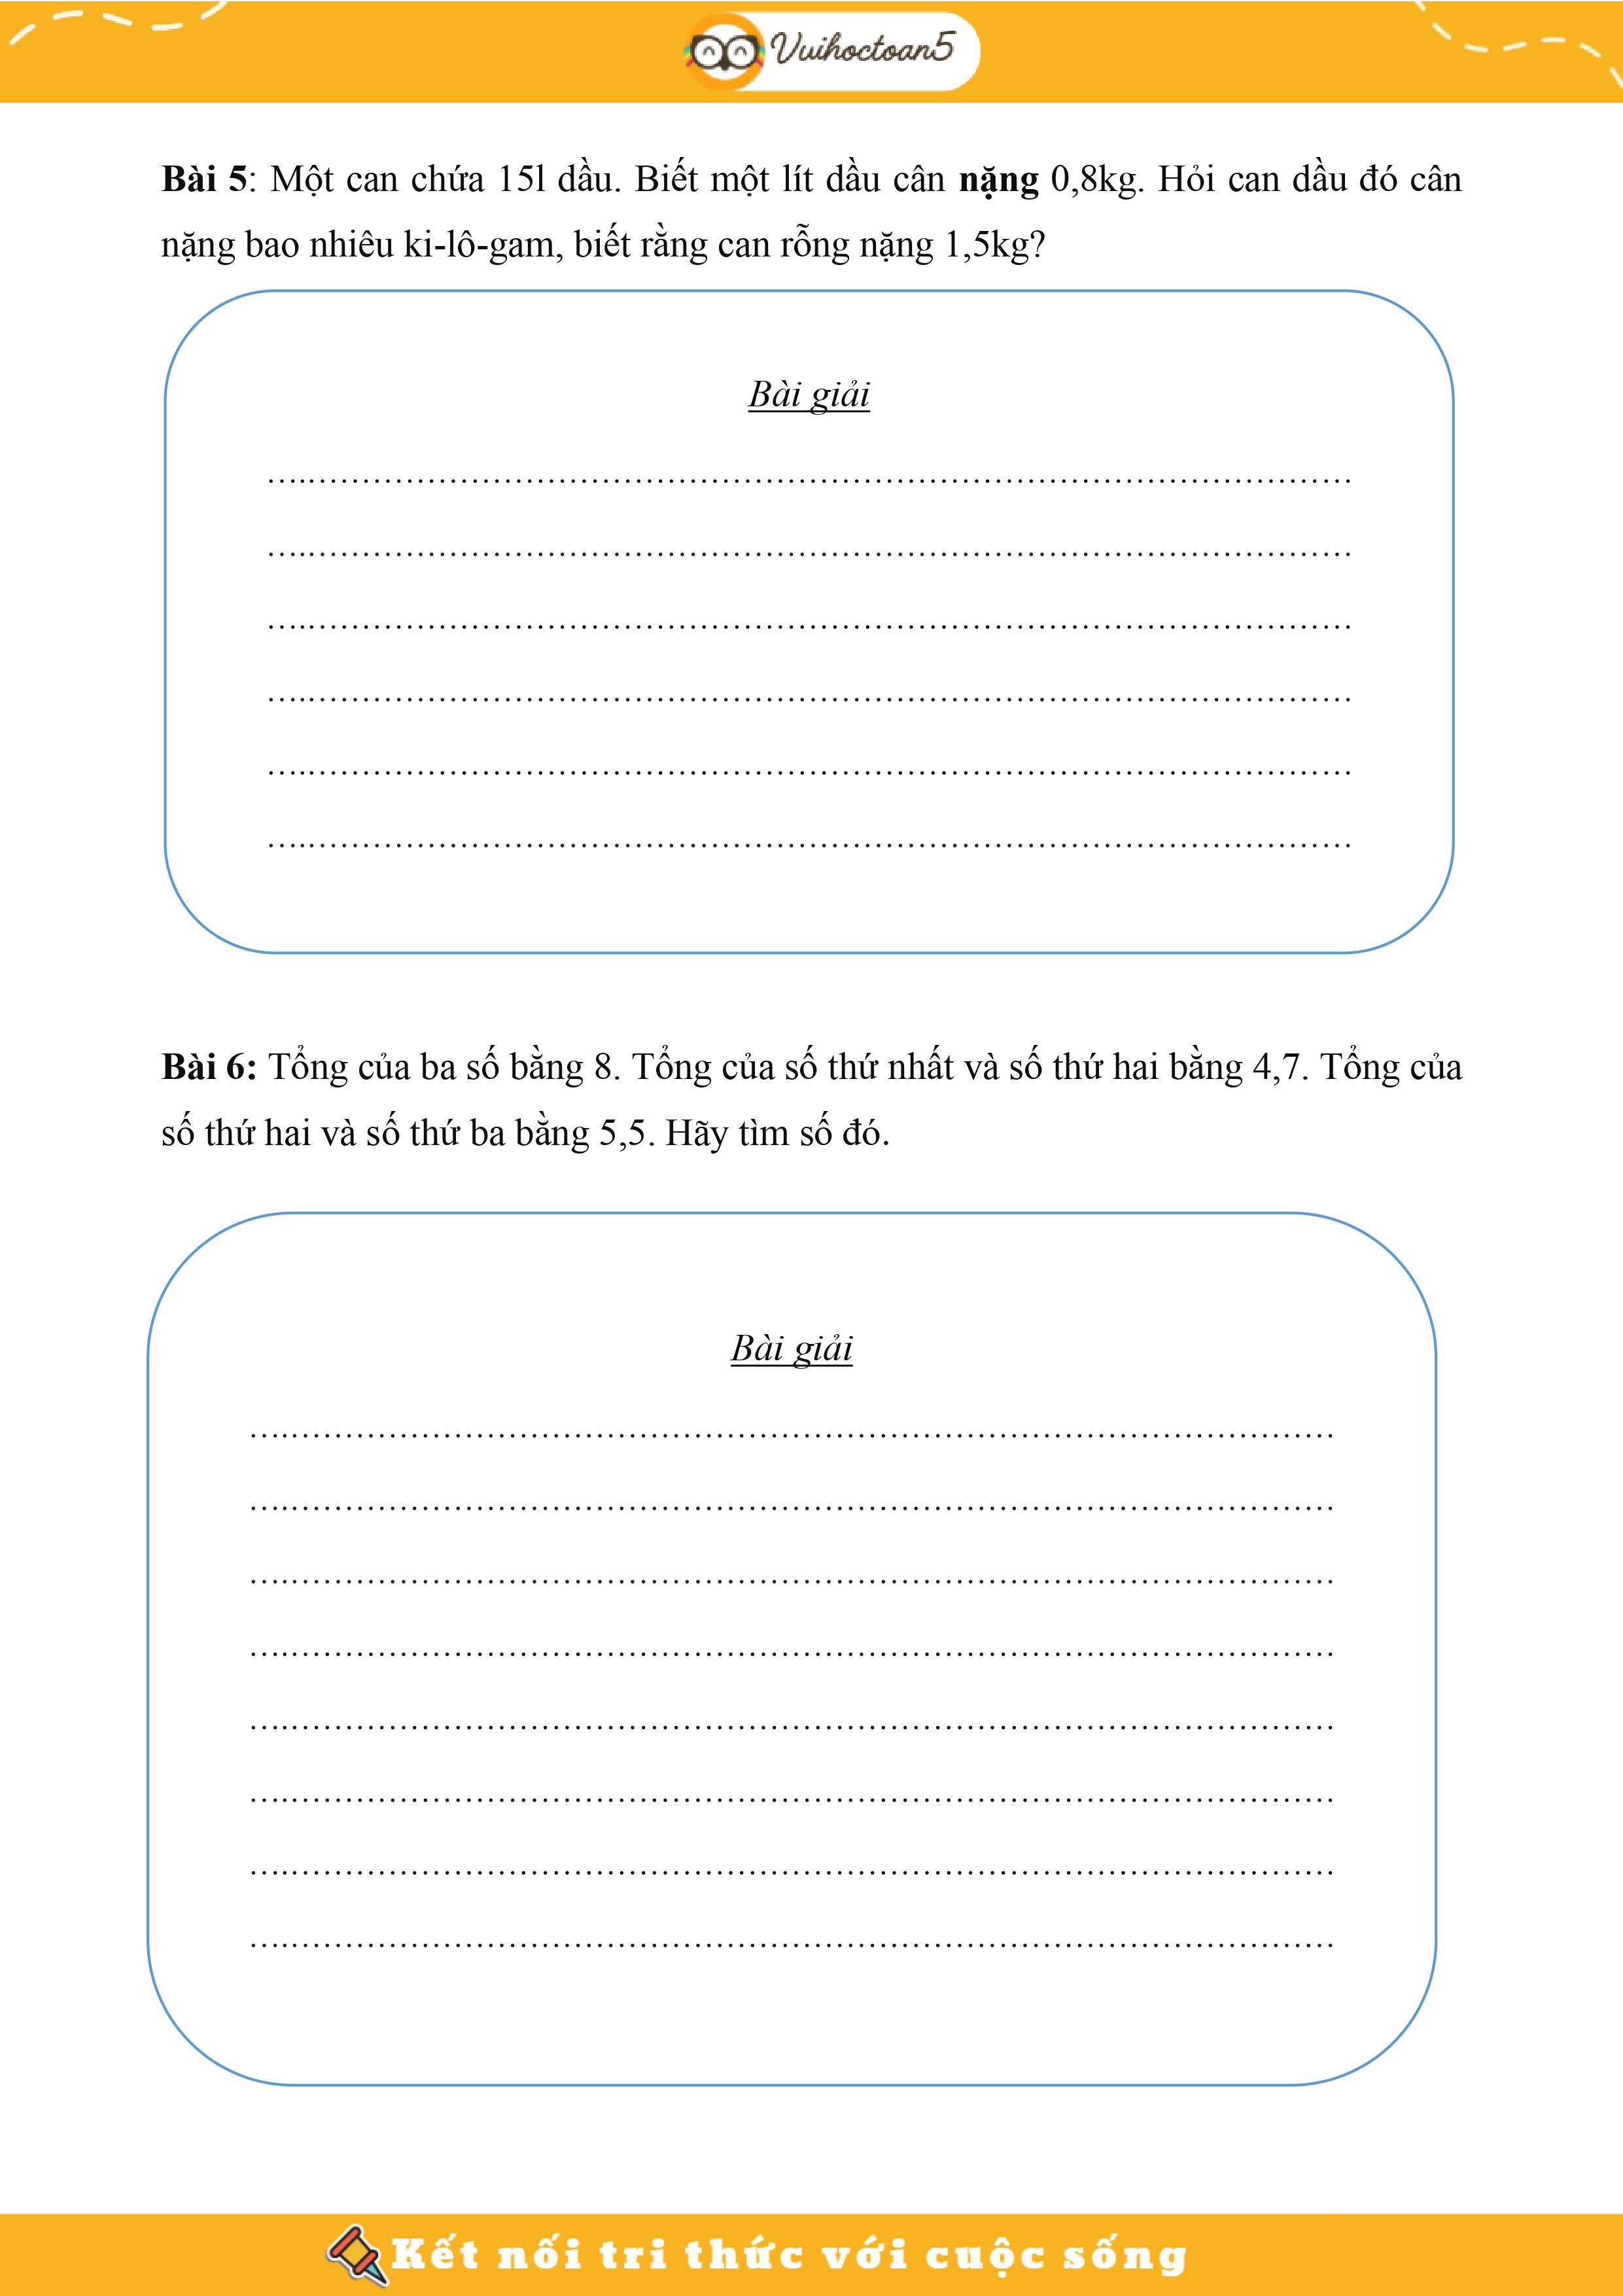 Vuihoctoan5
Bài 5: Một can chứa 15l dầu. Biết một lít dầu cân nặng 0,8kg. Hỏi can dầu đó cân
nặng bao nhiêu ki-lô-gam, biết rằng can rỗng nặng 1,5kg?
Bài giải
................................................................................
................................................................................
................................................................................
................................................................................
................................................................................
................................................................................
Bài 6: Tổng của ba số bằng 8. Tổng của số thứ nhất và số thứ hai bằng 4,7. Tổng của
số thứ hai và số thứ ba bằng 5,5. Hãy tìm số đó.
Bài giải
................................................................................
................................................................................
................................................................................
................................................................................
................................................................................
................................................................................
................................................................................
................................................................................
Kết nối tri thức với cuộc sống